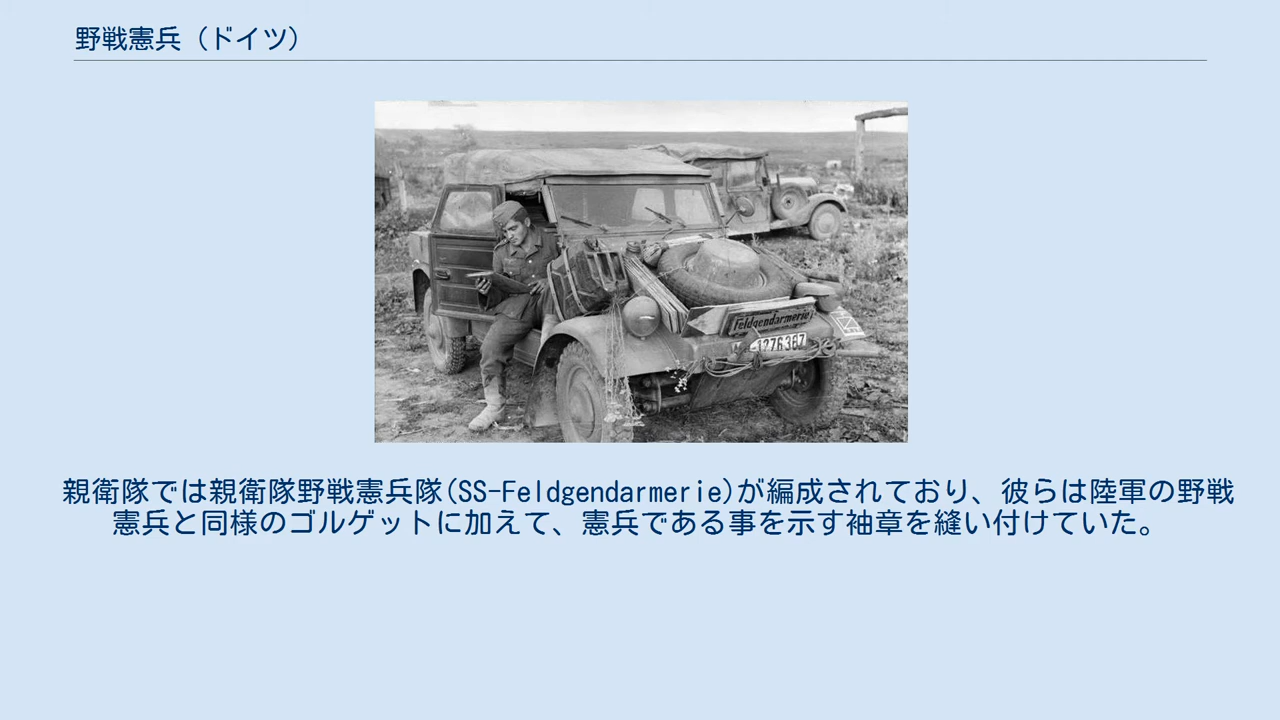 野戦憲兵（ドイツ）
Feldgendarmerie
-1276387
親衛隊では親衛隊野戦憲兵隊(SS-Feldgendarmerie)が編成されており、彼らは陸軍の野戦
憲兵と同様のゴルゲットに加えて、憲兵である事を示す袖章を縫い付けていた。